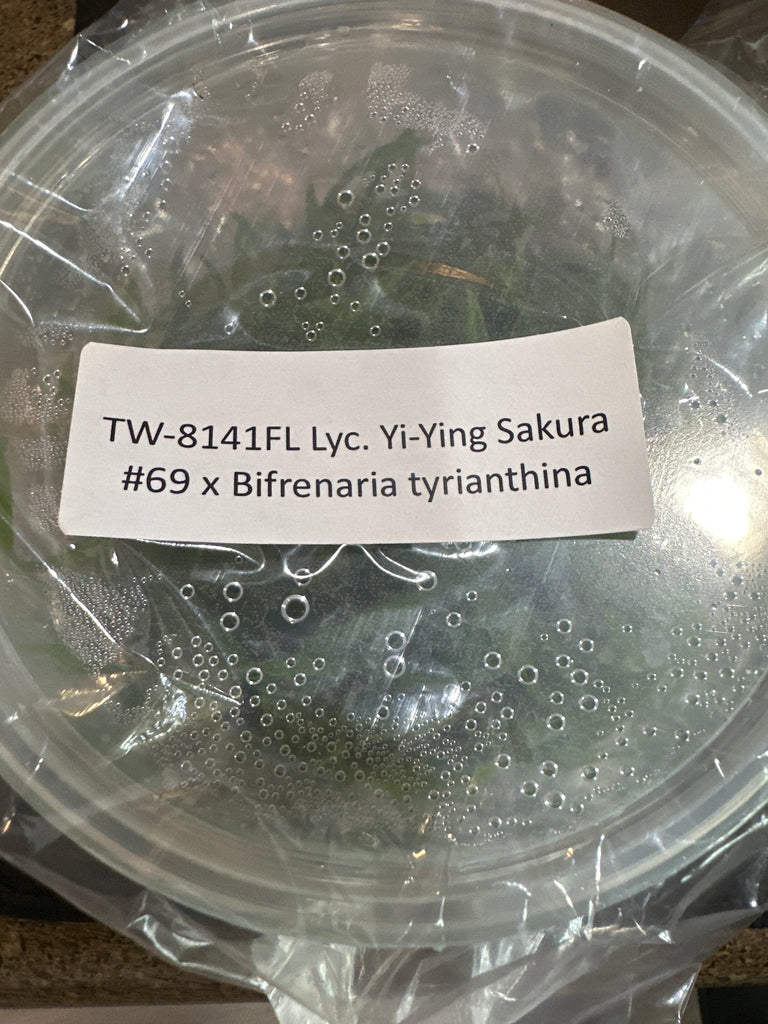 TW-8141FL Lyc. Yi-Ying Sakura
#69 x Bifrenaria tyrianthina